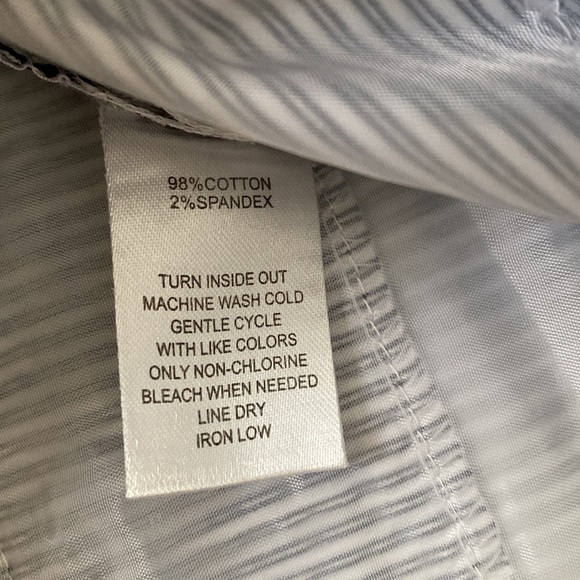 98%COTTON
2%SPANDEX
TURN INSIDE OUT
MACHINE WASH COLD
GENTLE CYCLE
WITH LIKE COLORS
ONLY NON-CHLORINE
BLEACH WHEN NEEDED
LINE DRY
IRON LOW